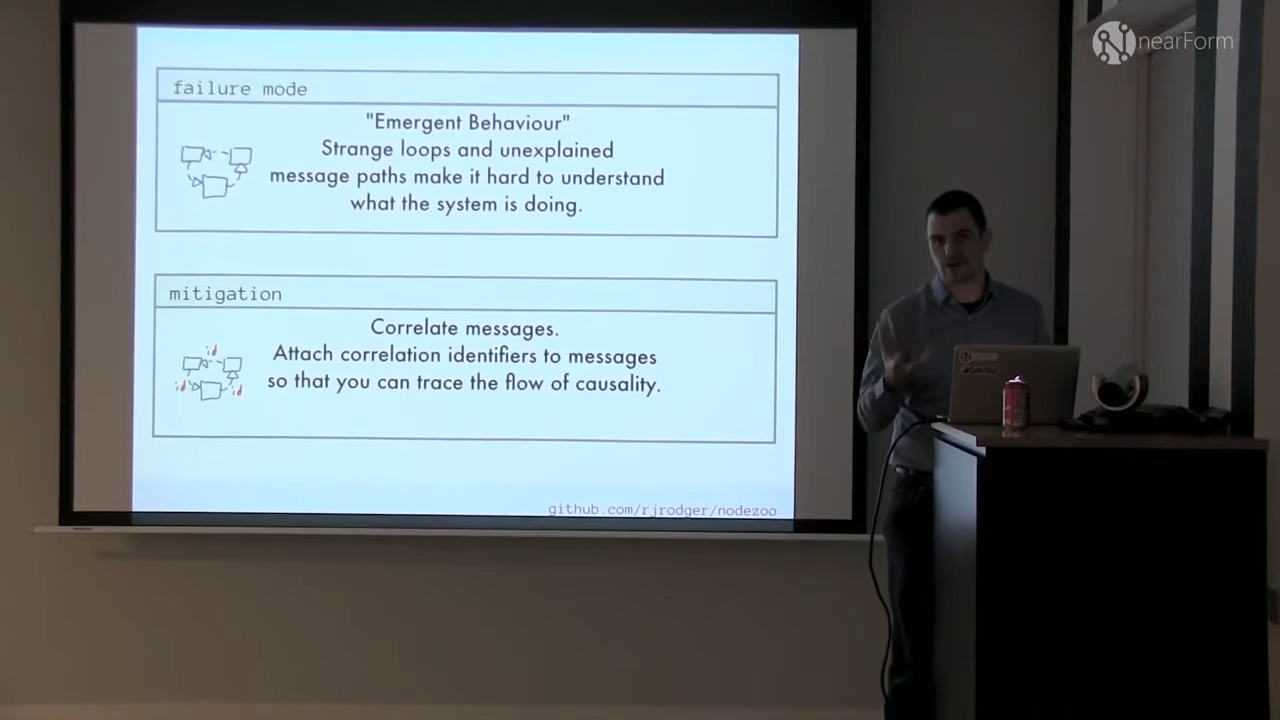 nearForm
failure mode
"Emergent Behaviour"
Strange loops and unexplained
message paths make it hard to understand
what the system is doing.
mitigation
Correlate messages.
Attach correlation identifiers to messages
so that you can trace the flow of causality.
github.com/rjrodger/nodezoo